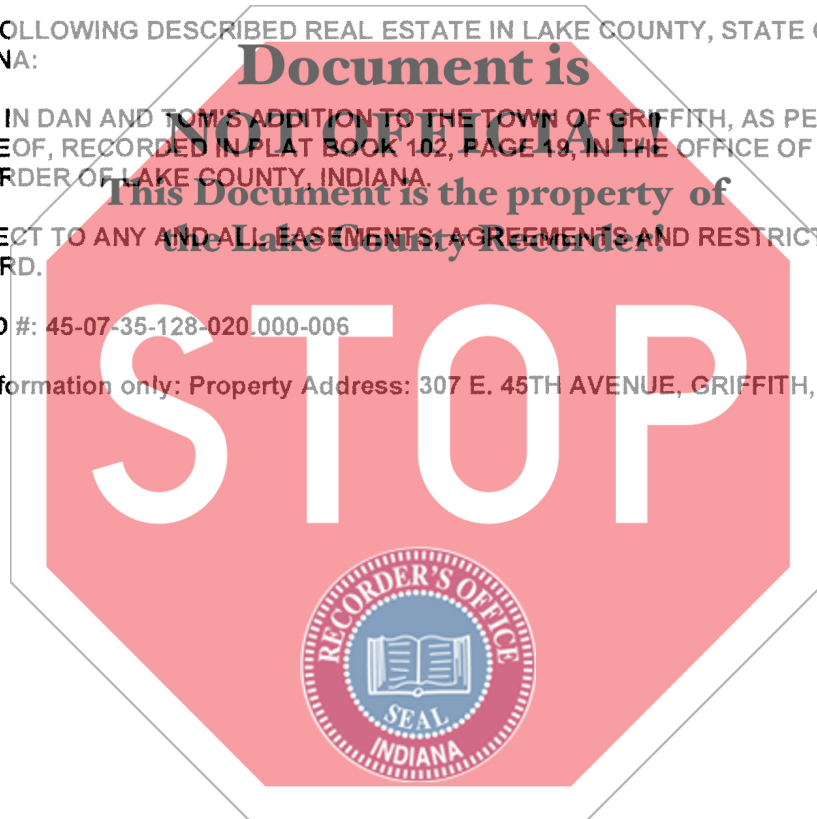 OLLOWING DESCRIBED REAL ESTATE IN LAKE COUNTY, STATE
NA:
Document is
IN DAN AND TOM'S ADDITION TO THE TOWN OF GRIFFITH, AS PE
NOT OFFICIAL!
EOF, RECORDED IN PLAT BOOK 102, PAGE 19, IN THE OFFICE OF
RDER OF LAKE COUNTY, INDIANA.
This Document is the property of
the Lake County Recorder!
ECT TO ANY AND ALL EASEMENTS, AGREEMENTS AND RESTRICT
RD.
#: 45-07-35-128-020.000-006
formation only: Property Address: 307 E. 45TH AVENUE, GRIFFITH,
STOP
RECORDER'S OFFICE
SEAL
INDIANA